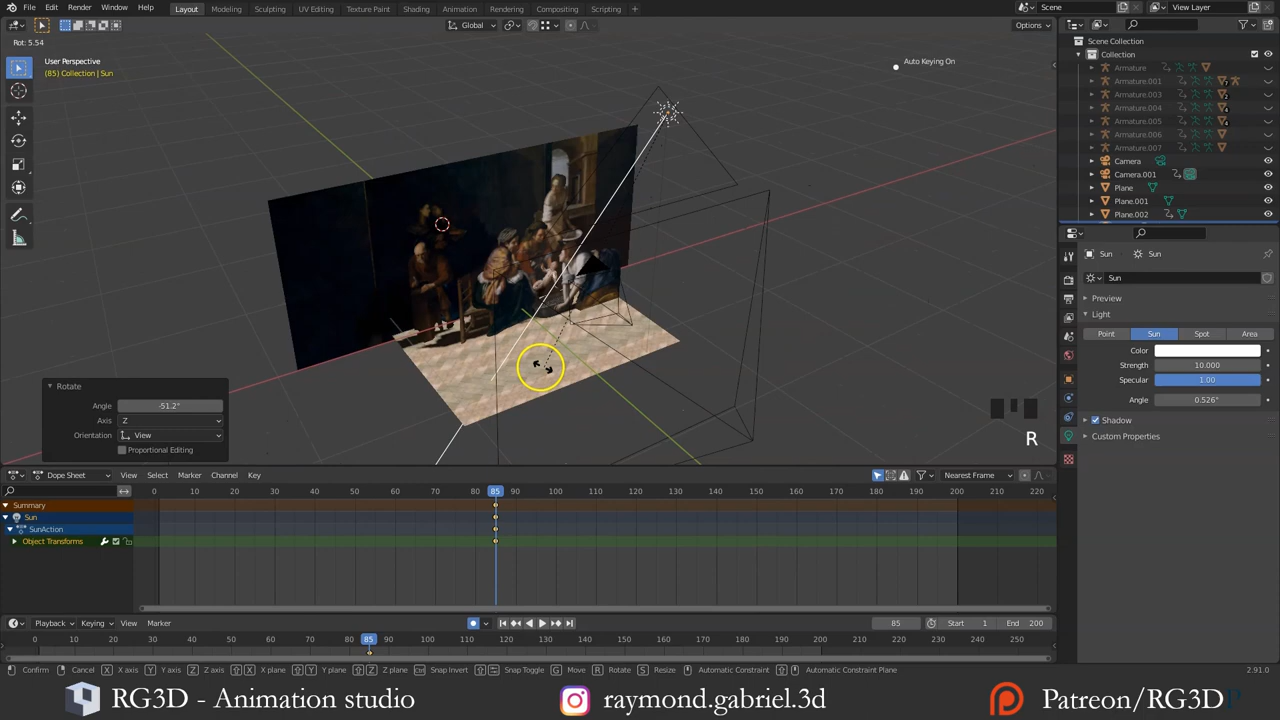 File Edit Render Window Help Layout Modeling Sculpting UV Editing Texture Paint Shading Animation Rendering Compositing Scripting Scene View Layer
Global Options
Rot: 5.54
User Perspective
(85) Collection | Sun
Auto Keying On
Scene Collection
Collection
Armature
Armature.001
Armature.003
Armature.004
Armature.005
Armature.006
Armature.007
Camera
Camera.001
Plane
Plane.001
Plane.002
Sun Sun
Sun
Preview
Light
Point Sun Spot Area
Color
Strength 10.000
Specular 1.00
Angle 0.526°
Shadow
Custom Properties
Rotate
Angle -51.2°
Axis Z
Orientation View
Proportional Editing
R
Dope Sheet View Select Marker Channel Key Nearest Frame
0 10 20 30 40 50 60 70 80 85 90 100 110 120 130 140 150 160 170 180 190 200 210 220
Summary
Sun
SunAction
Object Transforms
Playback Keying View Marker 85 Start 1 End 200
0 10 20 30 40 50 60 70 80 85 90 100 110 120 130 140 150 160 170 180 190 200 210 220 230 240 250
Confirm Cancel X X axis Y Y axis Z Z axis X X plane Y Y plane Z Z plane Snap Invert Snap Toggle G Move R Rotate S Resize Automatic Constraint Automatic Constraint Plane 2.91.0
RG3D - Animation studio raymond.gabriel.3d Patreon/RG3DP